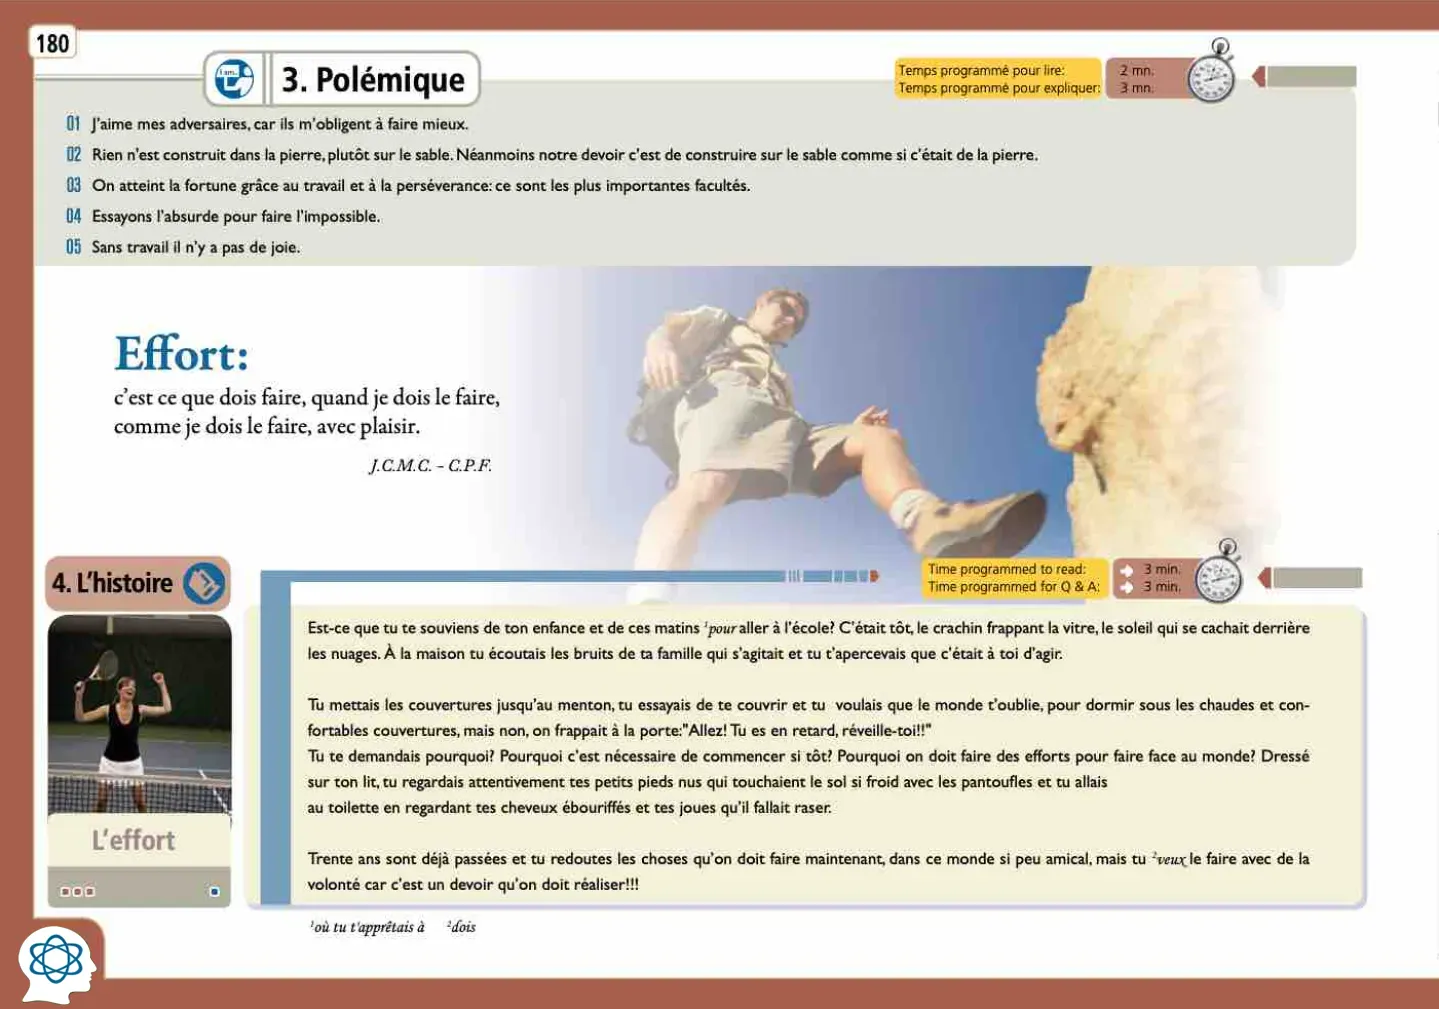 180
I am...
3. Polémique
Temps programmé pour lire: 2 mn.
Temps programmé pour expliquer: 3 mn.
01 J'aime mes adversaires, car ils m'obligent à faire mieux.
02 Rien n'est construit dans la pierre, plutôt sur le sable. Néanmoins notre devoir c'est de construire sur le sable comme si c'était de la pierre.
03 On atteint la fortune grâce au travail et à la perséverance: ce sont les plus importantes facultés.
04 Essayons l'absurde pour faire l'impossible.
05 Sans travail il n'y a pas de joie.
Effort:
c'est ce que dois faire, quand je dois le faire,
comme je dois le faire, avec plaisir.
J.C.M.C. – C.P.F.
4. L'histoire
Time programmed to read: 3 min.
Time programmed for Q & A: 3 min.
L'effort
Est-ce que tu te souviens de ton enfance et de ces matins ¹pour aller à l'école? C'était tôt, le crachin frappant la vitre, le soleil qui se cachait derrière
les nuages. À la maison tu écoutais les bruits de ta famille qui s'agitait et tu t'apercevais que c'était à toi d'agir.
Tu mettais les couvertures jusqu'au menton, tu essayais de te couvrir et tu voulais que le monde t'oublie, pour dormir sous les chaudes et con-
fortables couvertures, mais non, on frappait à la porte:"Allez! Tu es en retard, réveille-toi!!"
Tu te demandais pourquoi? Pourquoi c'est nécessaire de commencer si tôt? Pourquoi on doit faire des efforts pour faire face au monde? Dressé
sur ton lit, tu regardais attentivement tes petits pieds nus qui touchaient le sol si froid avec les pantoufles et tu allais
au toilette en regardant tes cheveux ébouriffés et tes joues qu'il fallait raser.
Trente ans sont déjà passées et tu redoutes les choses qu'on doit faire maintenant, dans ce monde si peu amical, mais tu ²veux le faire avec de la
volonté car c'est un devoir qu'on doit réaliser!!!
¹où tu t'apprêtais à ²dois